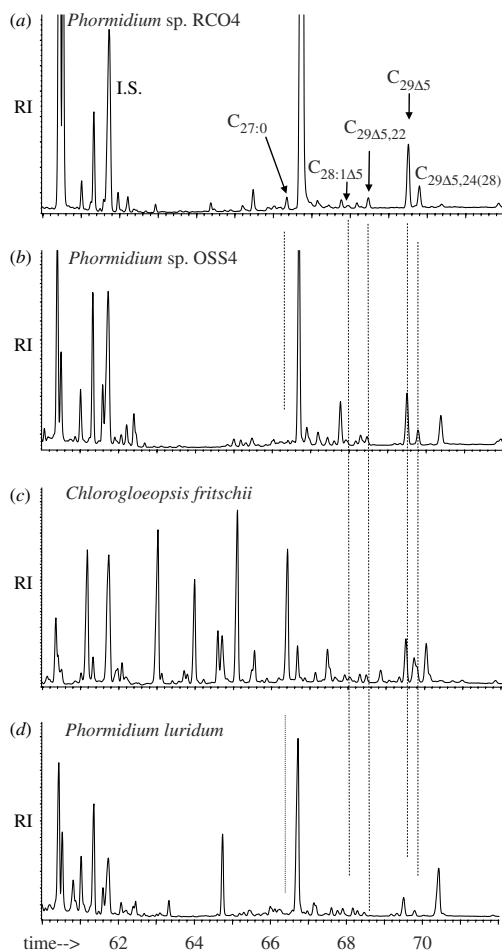 (a) Phormidium sp. RCO4
RI
I.S.
C27:0
C28:1Δ5
C29Δ5,22
C29Δ5
C29Δ5,24(28)
(b) Phormidium sp. OSS4
RI
(c) Chlorogloeopsis fritschii
RI
(d) Phormidium luridum
RI
time--> 62 64 66 68 70